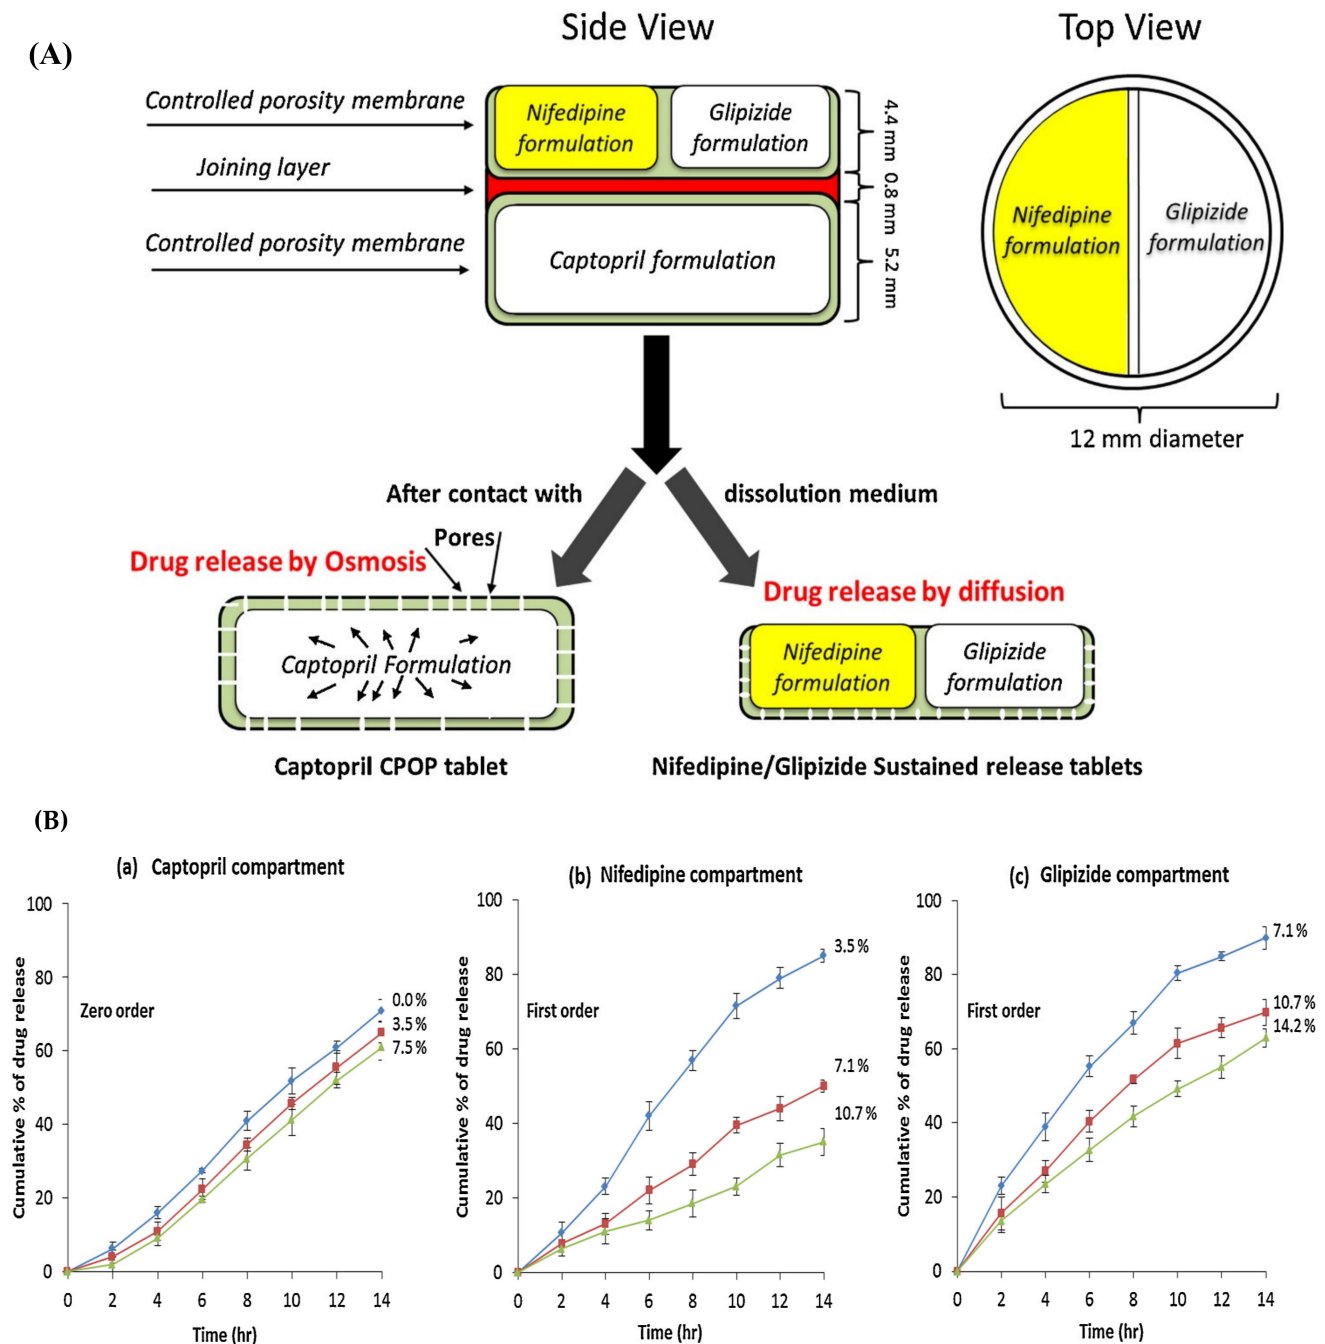 (A)
Side View
Top View
Controlled porosity membrane
Joining layer
Controlled porosity membrane
Nifedipine
formulation
Glipizide
formulation
Captopril formulation
4.4 mm
0.8 mm
5.2 mm
Nifedipine
formulation
Glipizide
formulation
12 mm diameter
After contact with
dissolution medium
Pores
Drug release by Osmosis
Drug release by diffusion
Captopril Formulation
Nifedipine
formulation
Glipizide
formulation
Captopril CPOP tablet
Nifedipine/Glipizide Sustained release tablets
(B)
(a) Captopril compartment
Cumulative % of drug release
100
80
60
40
20
0
Zero order
0.0 %
3.5 %
7.5 %
0 2 4 6 8 10 12 14
Time (hr)
(b) Nifedipine compartment
Cumulative % of drug release
100
80
60
40
20
0
First order
3.5 %
7.1 %
10.7 %
0 2 4 6 8 10 12 14
Time (hr)
(c) Glipizide compartment
Cumulative % of drug release
100
80
60
40
20
0
First order
7.1 %
10.7 %
14.2 %
0 2 4 6 8 10 12 14
Time (hr)